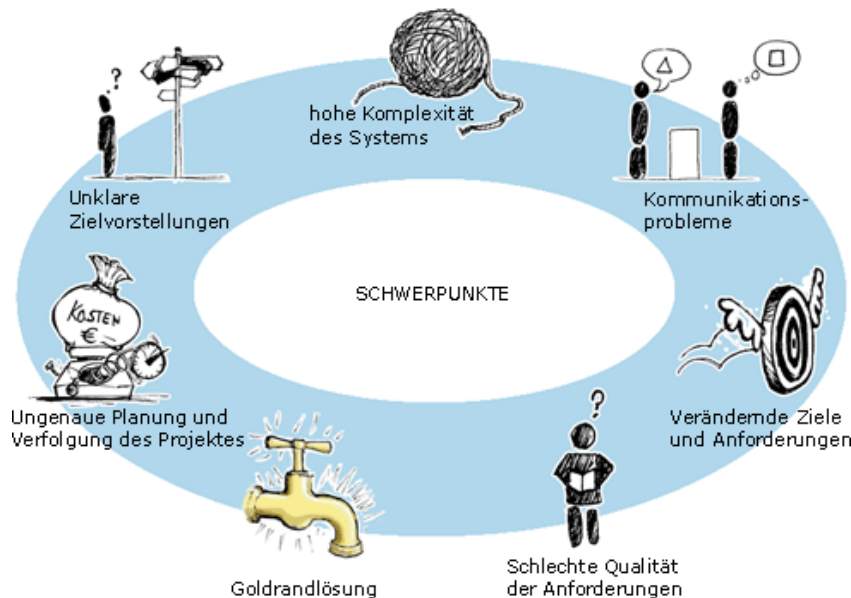 ?
hohe Komplexität
des Systems
Unklare
Zielvorstellungen
Kommunikations-
probleme
SCHWERPUNKTE
KOSTEN
€ –
Ungenaue Planung und
Verfolgung des Projektes
Verändernde Ziele
und Anforderungen
?
Goldrandlösung
Schlechte Qualität
der Anforderungen